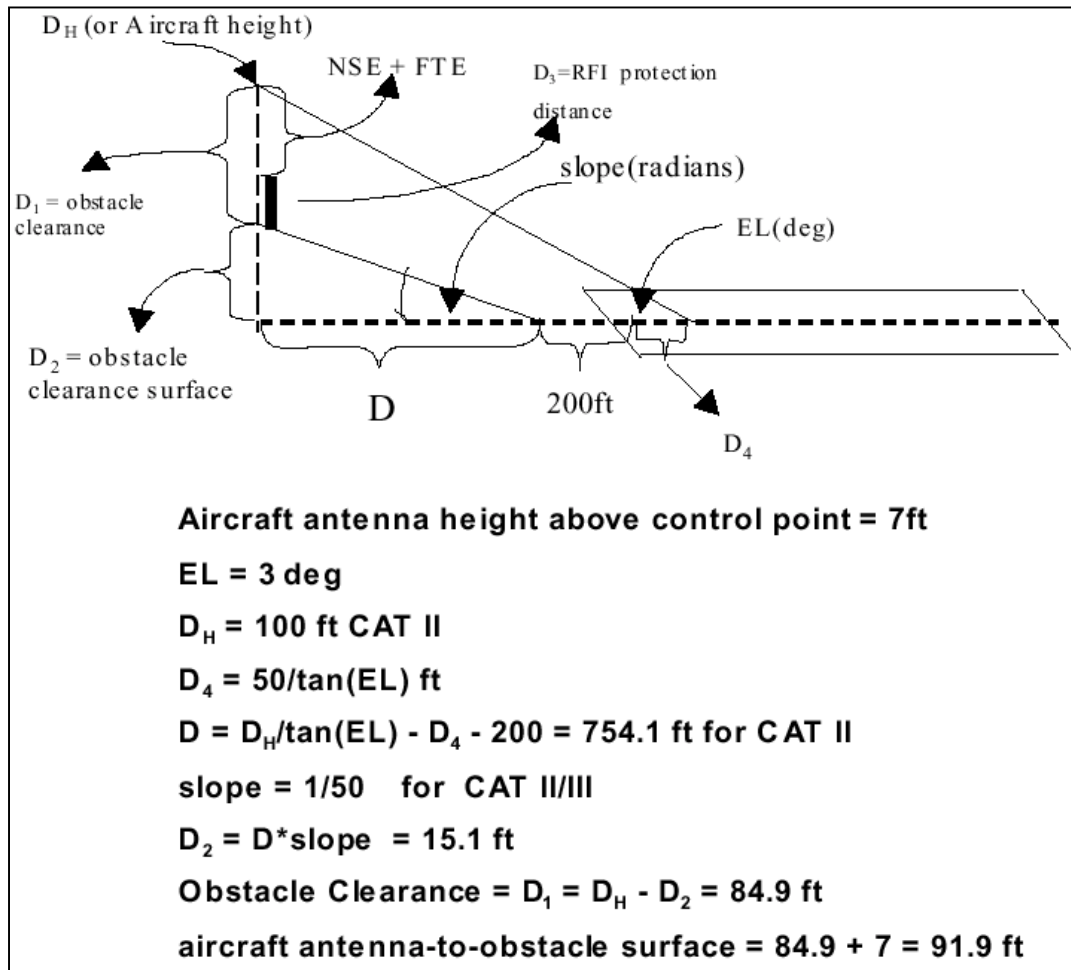 D_H (or Aircraft height)
NSE + FTE
D_3=RFI protection
distance
slope(radians)
D_1 = obstacle
clearance
EL(deg)
D_2 = obstacle
clearance surface
D
200ft
D_4
Aircraft antenna height above control point = 7ft
EL = 3 deg
D_H = 100 ft CAT II
D_4 = 50/tan(EL) ft
D = D_H/tan(EL) - D_4 - 200 = 754.1 ft for CAT II
slope = 1/50 for CAT II/III
D_2 = D*slope = 15.1 ft
Obstacle Clearance = D_1 = D_H - D_2 = 84.9 ft
aircraft antenna-to-obstacle surface = 84.9 + 7 = 91.9 ft